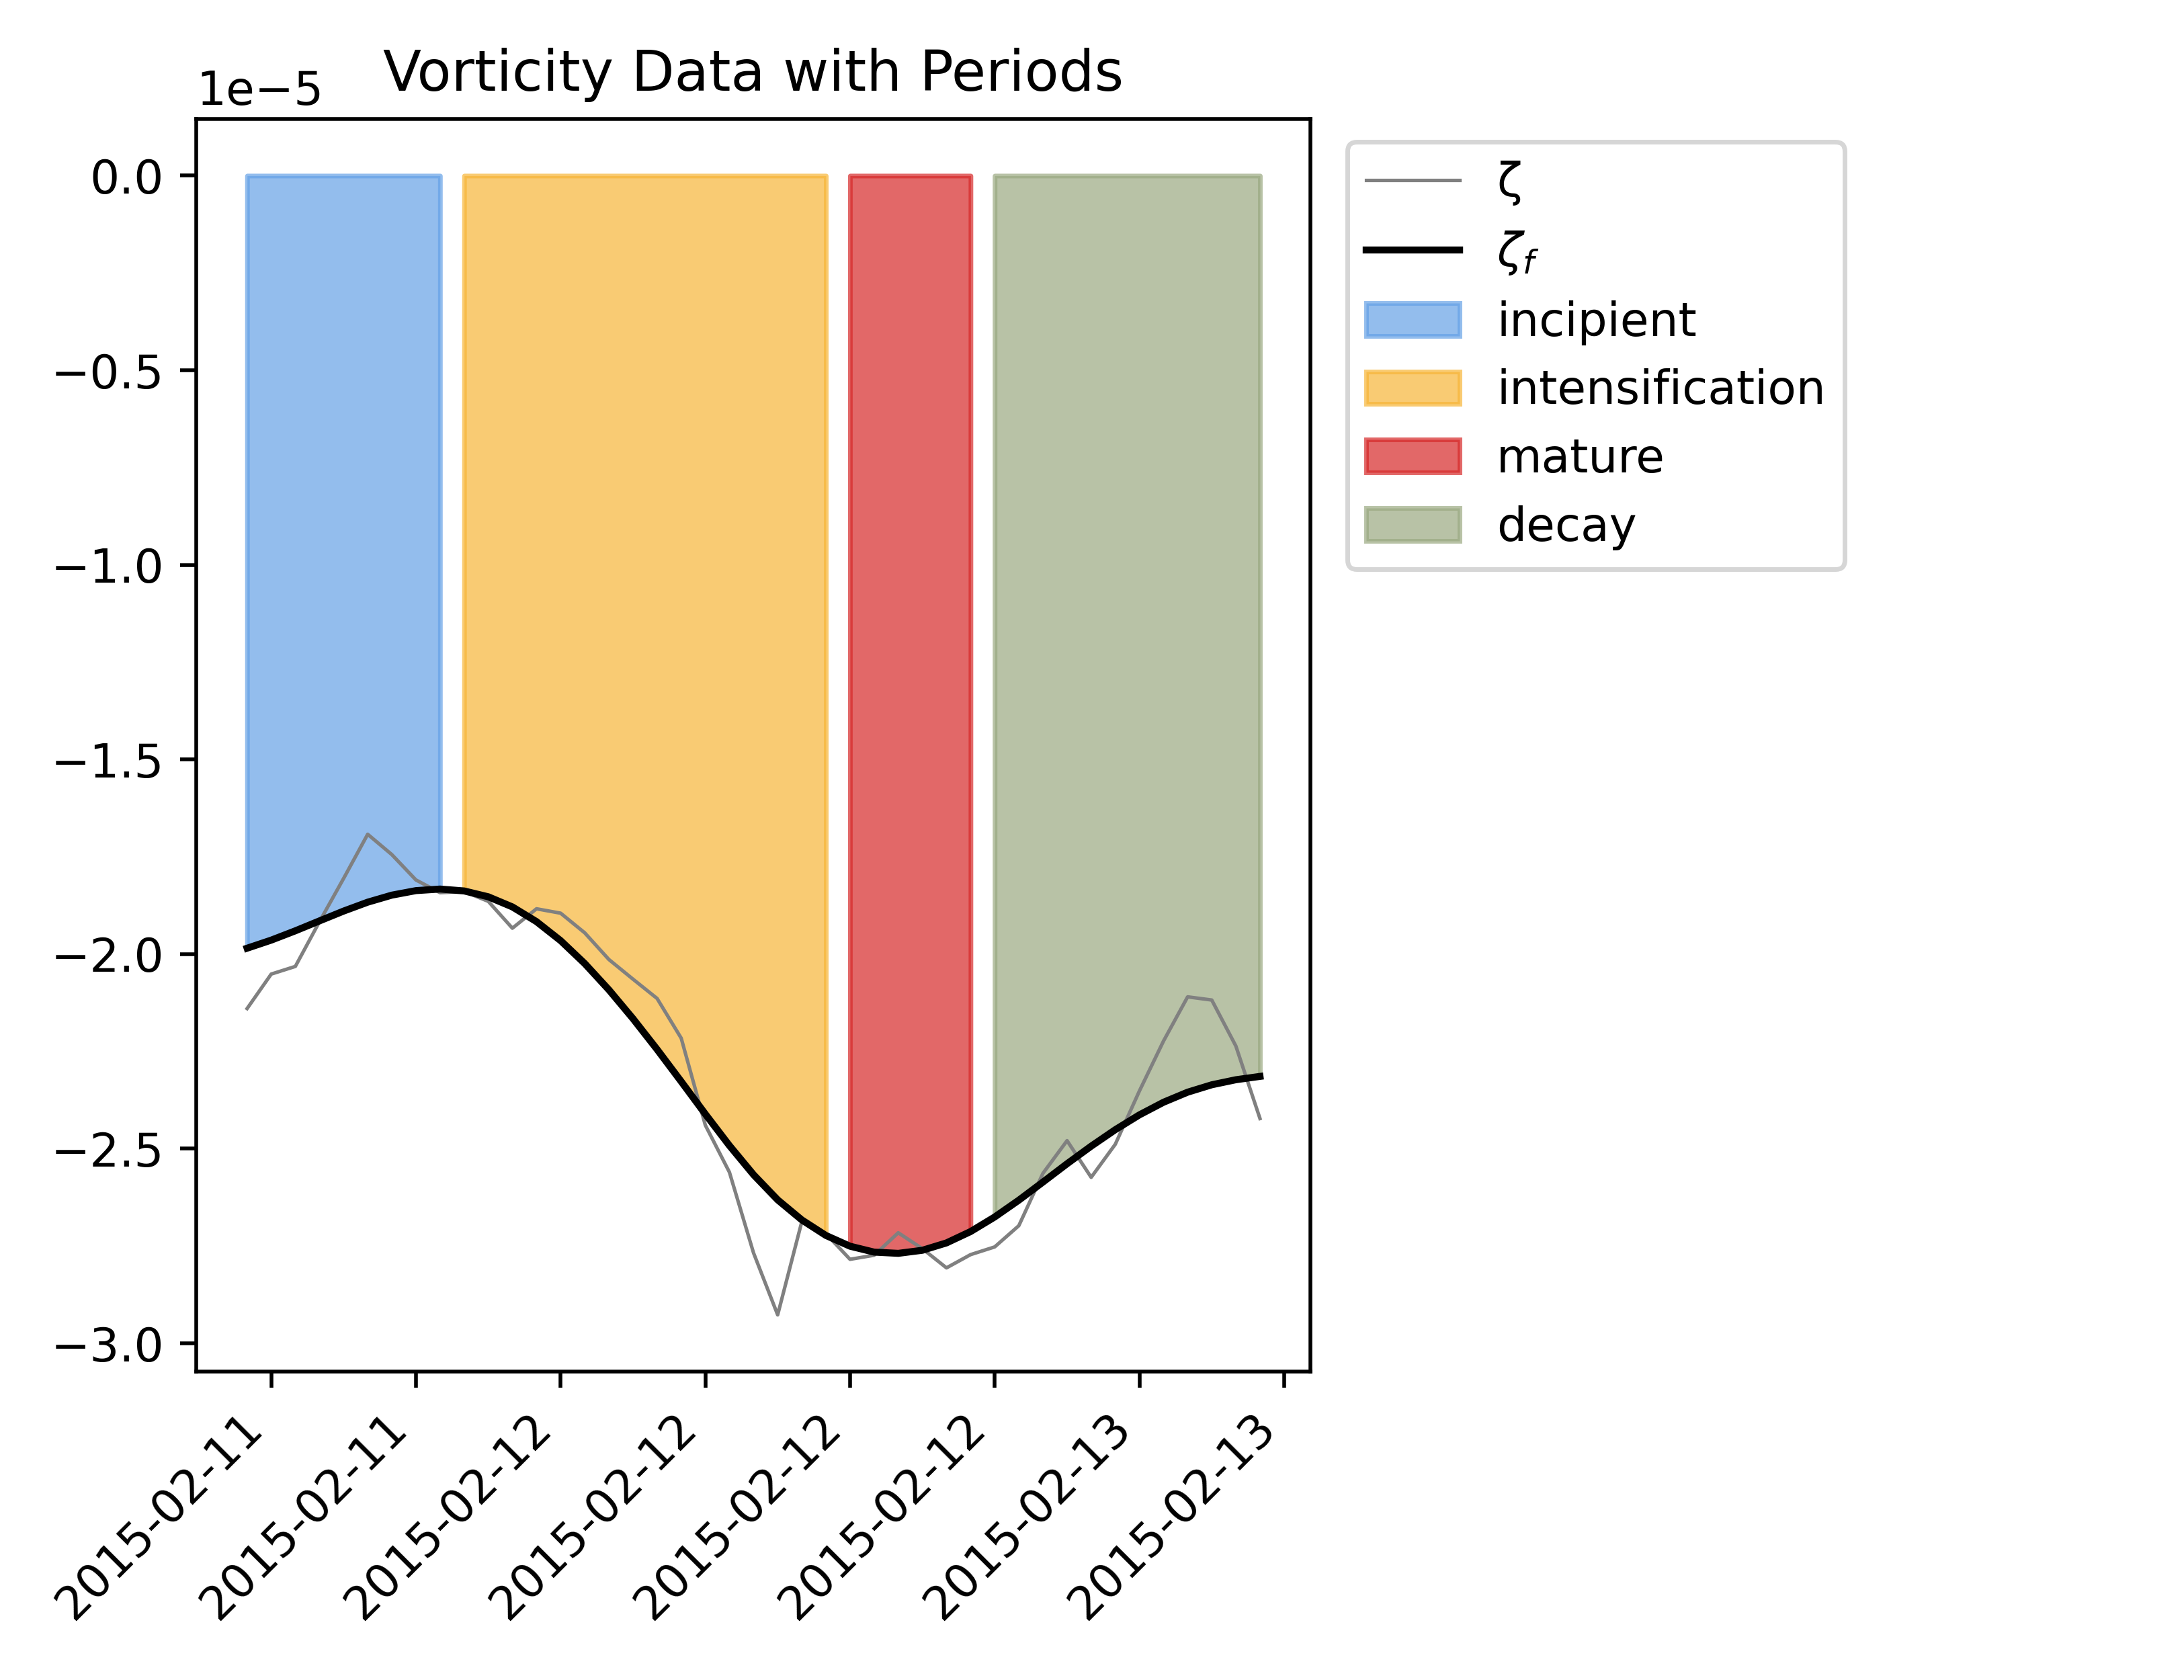 Vorticity Data with Periods
1e−5
0.0
−0.5
−1.0
−1.5
−2.0
−2.5
−3.0
2015-02-11
2015-02-11
2015-02-12
2015-02-12
2015-02-12
2015-02-12
2015-02-13
2015-02-13
ζ
ζf
incipient
intensification
mature
decay